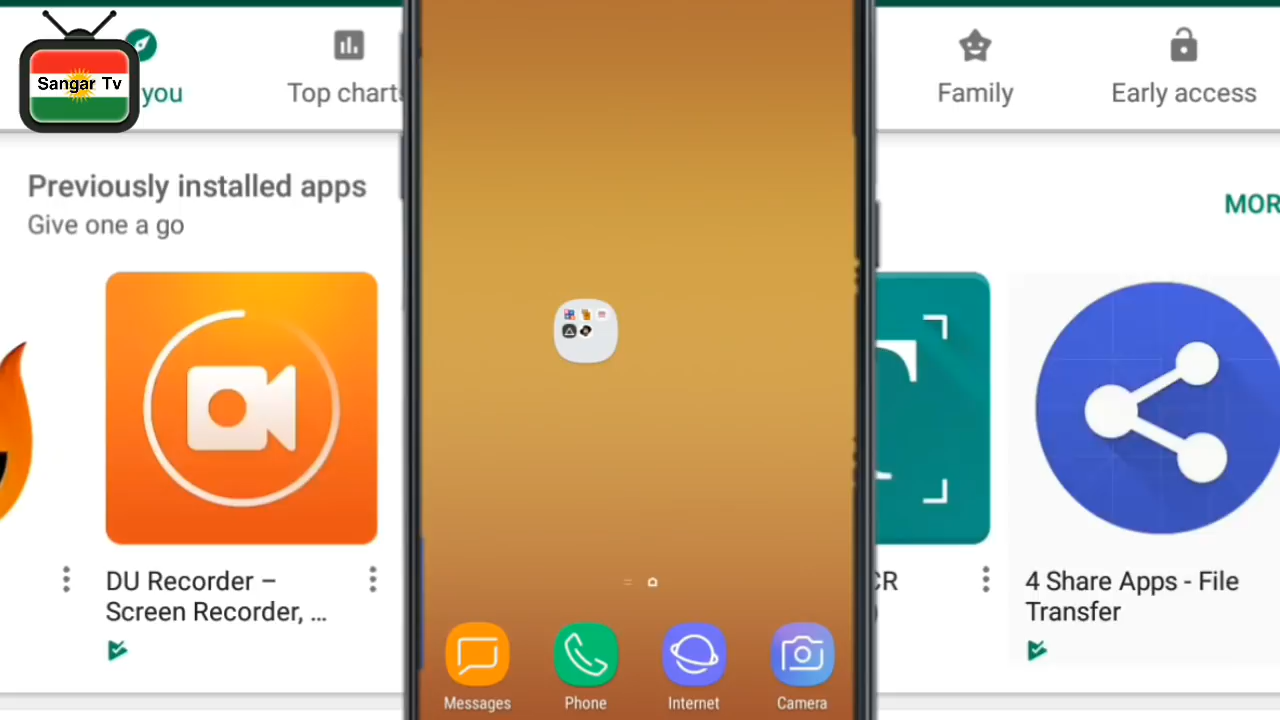 Sangar Tv
you
Top charts
Family
Early access
Previously installed apps
Give one a go
MOR
DU Recorder –
Screen Recorder, ...
CR
4 Share Apps - File
Transfer
Messages
Phone
Internet
Camera